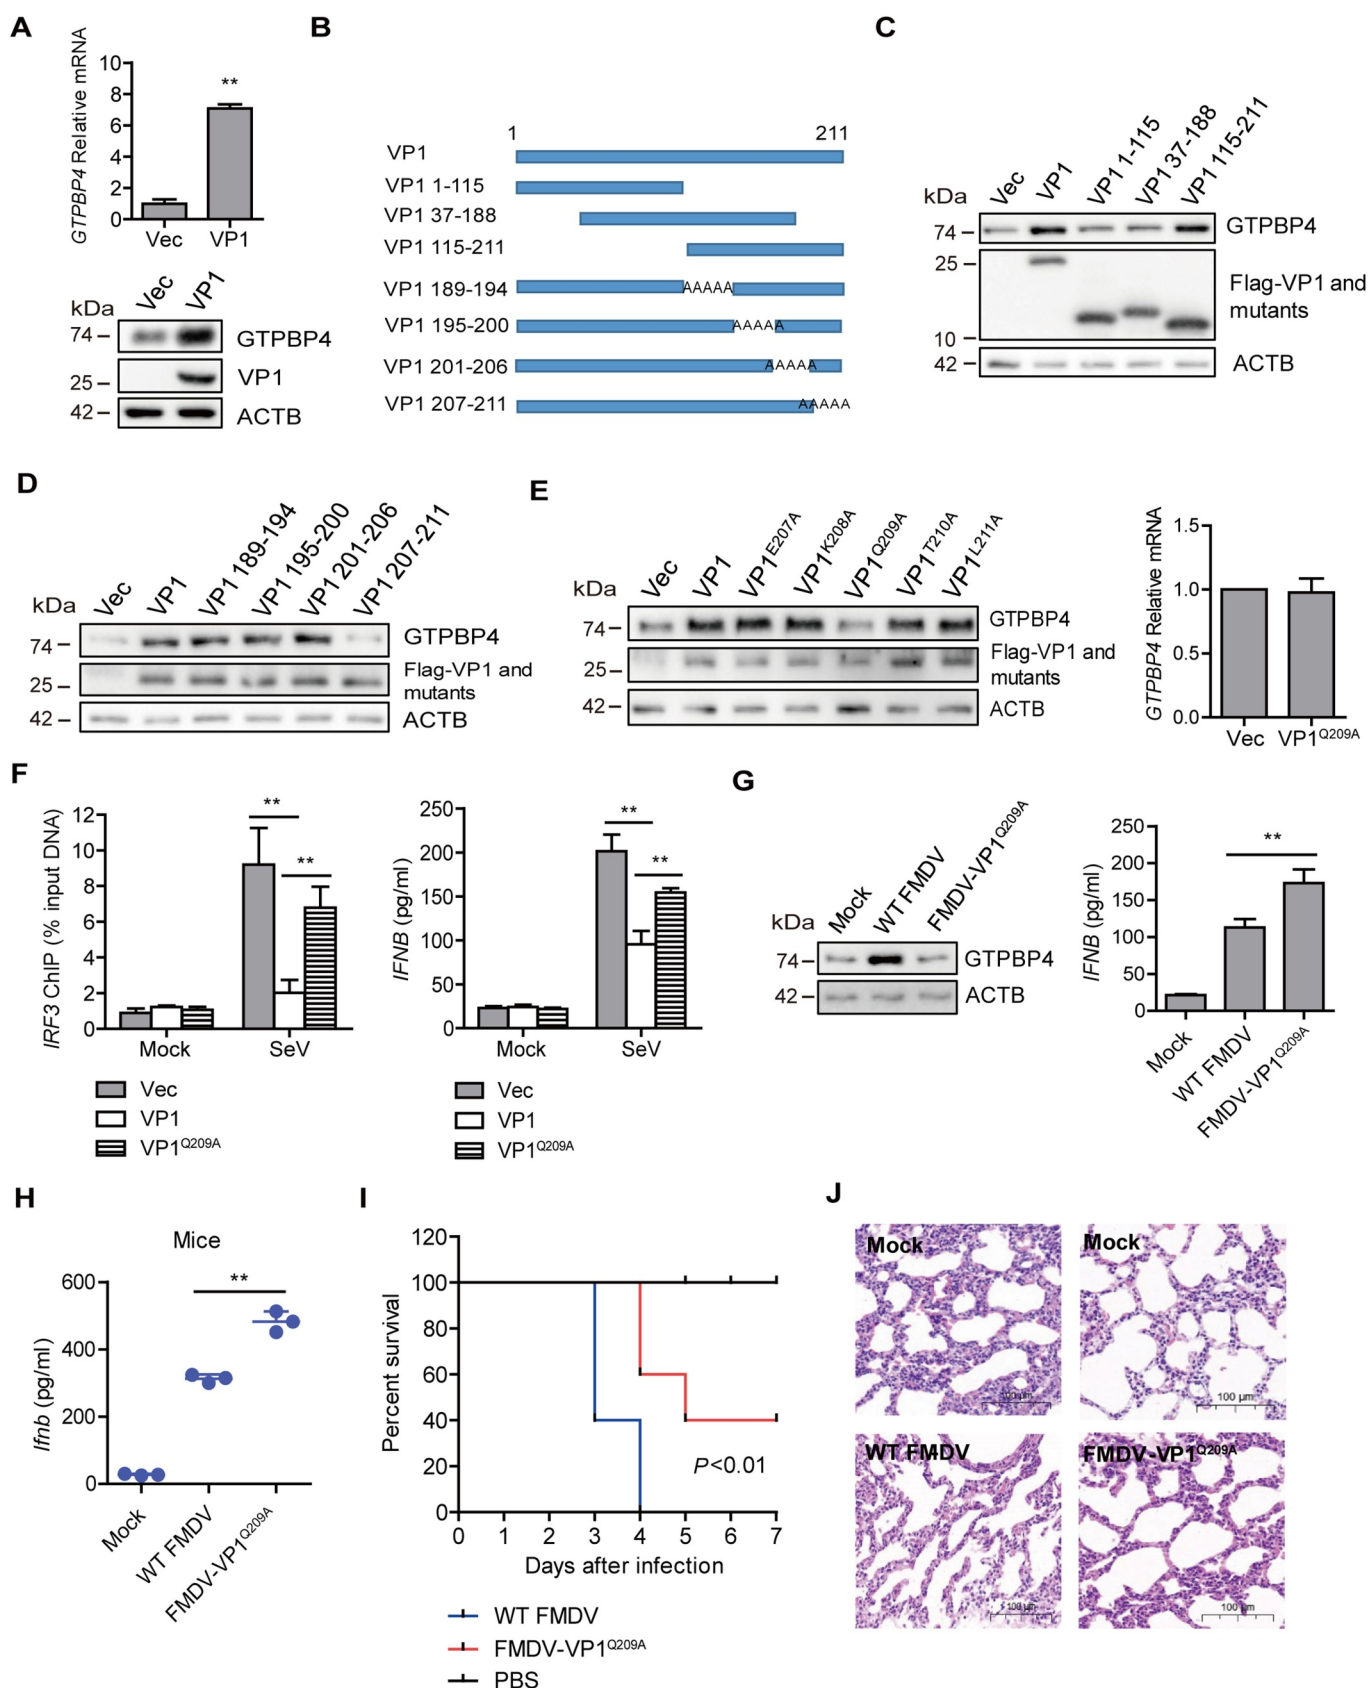 A
GTPBP4 Relative mRNA
10
8
6
4
2
0
**
Vec
VP1
kDa
Vec
VP1
74
GTPBP4
25
VP1
42
ACTB
B
1
211
VP1
VP1 1-115
VP1 37-188
VP1 115-211
VP1 189-194
AAAAA
VP1 195-200
AAAAA
VP1 201-206
AAAAA
VP1 207-211
AAAAA
C
kDa
Vec
VP1
VP1 1-115
VP1 37-188
VP1 115-211
74
GTPBP4
25
Flag-VP1 and
mutants
10
42
ACTB
D
kDa
Vec
VP1
VP1 189-194
VP1 195-200
VP1 201-206
VP1 207-211
74
GTPBP4
25
Flag-VP1 and
mutants
42
ACTB
E
kDa
Vec
VP1
VP1E207A
VP1K208A
VP1Q209A
VP1T210A
VP1L211A
74
GTPBP4
25
Flag-VP1 and
mutants
42
ACTB
GTPBP4 Relative mRNA
1.5
1.0
0.5
0.0
Vec
VP1Q209A
F
IRF3 ChIP (% input DNA)
12
10
8
6
4
2
0
**
**
Mock
SeV
Vec
VP1
VP1Q209A
IFNB (pg/ml)
250
200
150
100
50
0
**
**
Mock
SeV
Vec
VP1
VP1Q209A
G
kDa
Mock
WT FMDV
FMDV-VP1Q209A
74
GTPBP4
42
ACTB
IFNB (pg/ml)
250
200
150
100
50
0
**
Mock
WT FMDV
FMDV-VP1Q209A
H
Mice
Ifnb (pg/ml)
600
400
200
0
**
Mock
WT FMDV
FMDV-VP1Q209A
I
Percent survival
120
100
80
60
40
20
0
P<0.01
0 1 2 3 4 5 6 7
Days after infection
WT FMDV
FMDV-VP1Q209A
PBS
J
Mock
100 µm
Mock
100 µm
WT FMDV
100 µm
FMDV-VP1Q209A
100 µm